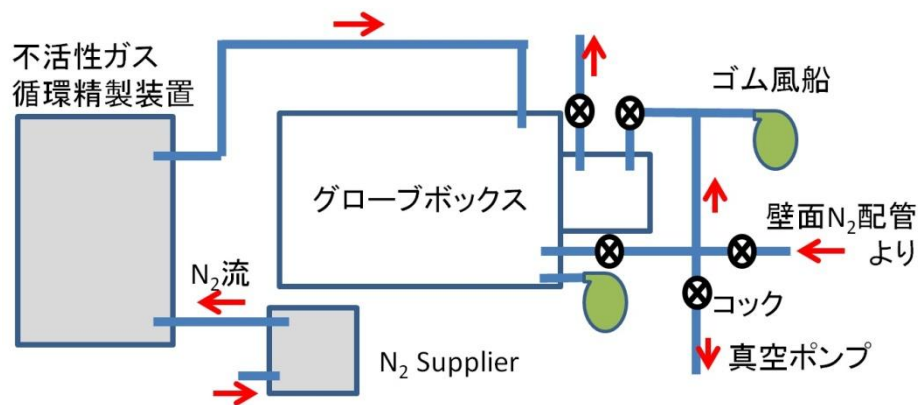 不活性ガス
循環精製装置
ゴム風船
グローブボックス
壁面N₂配管
より
N₂流
コック
N₂ Supplier
真空ポンプ